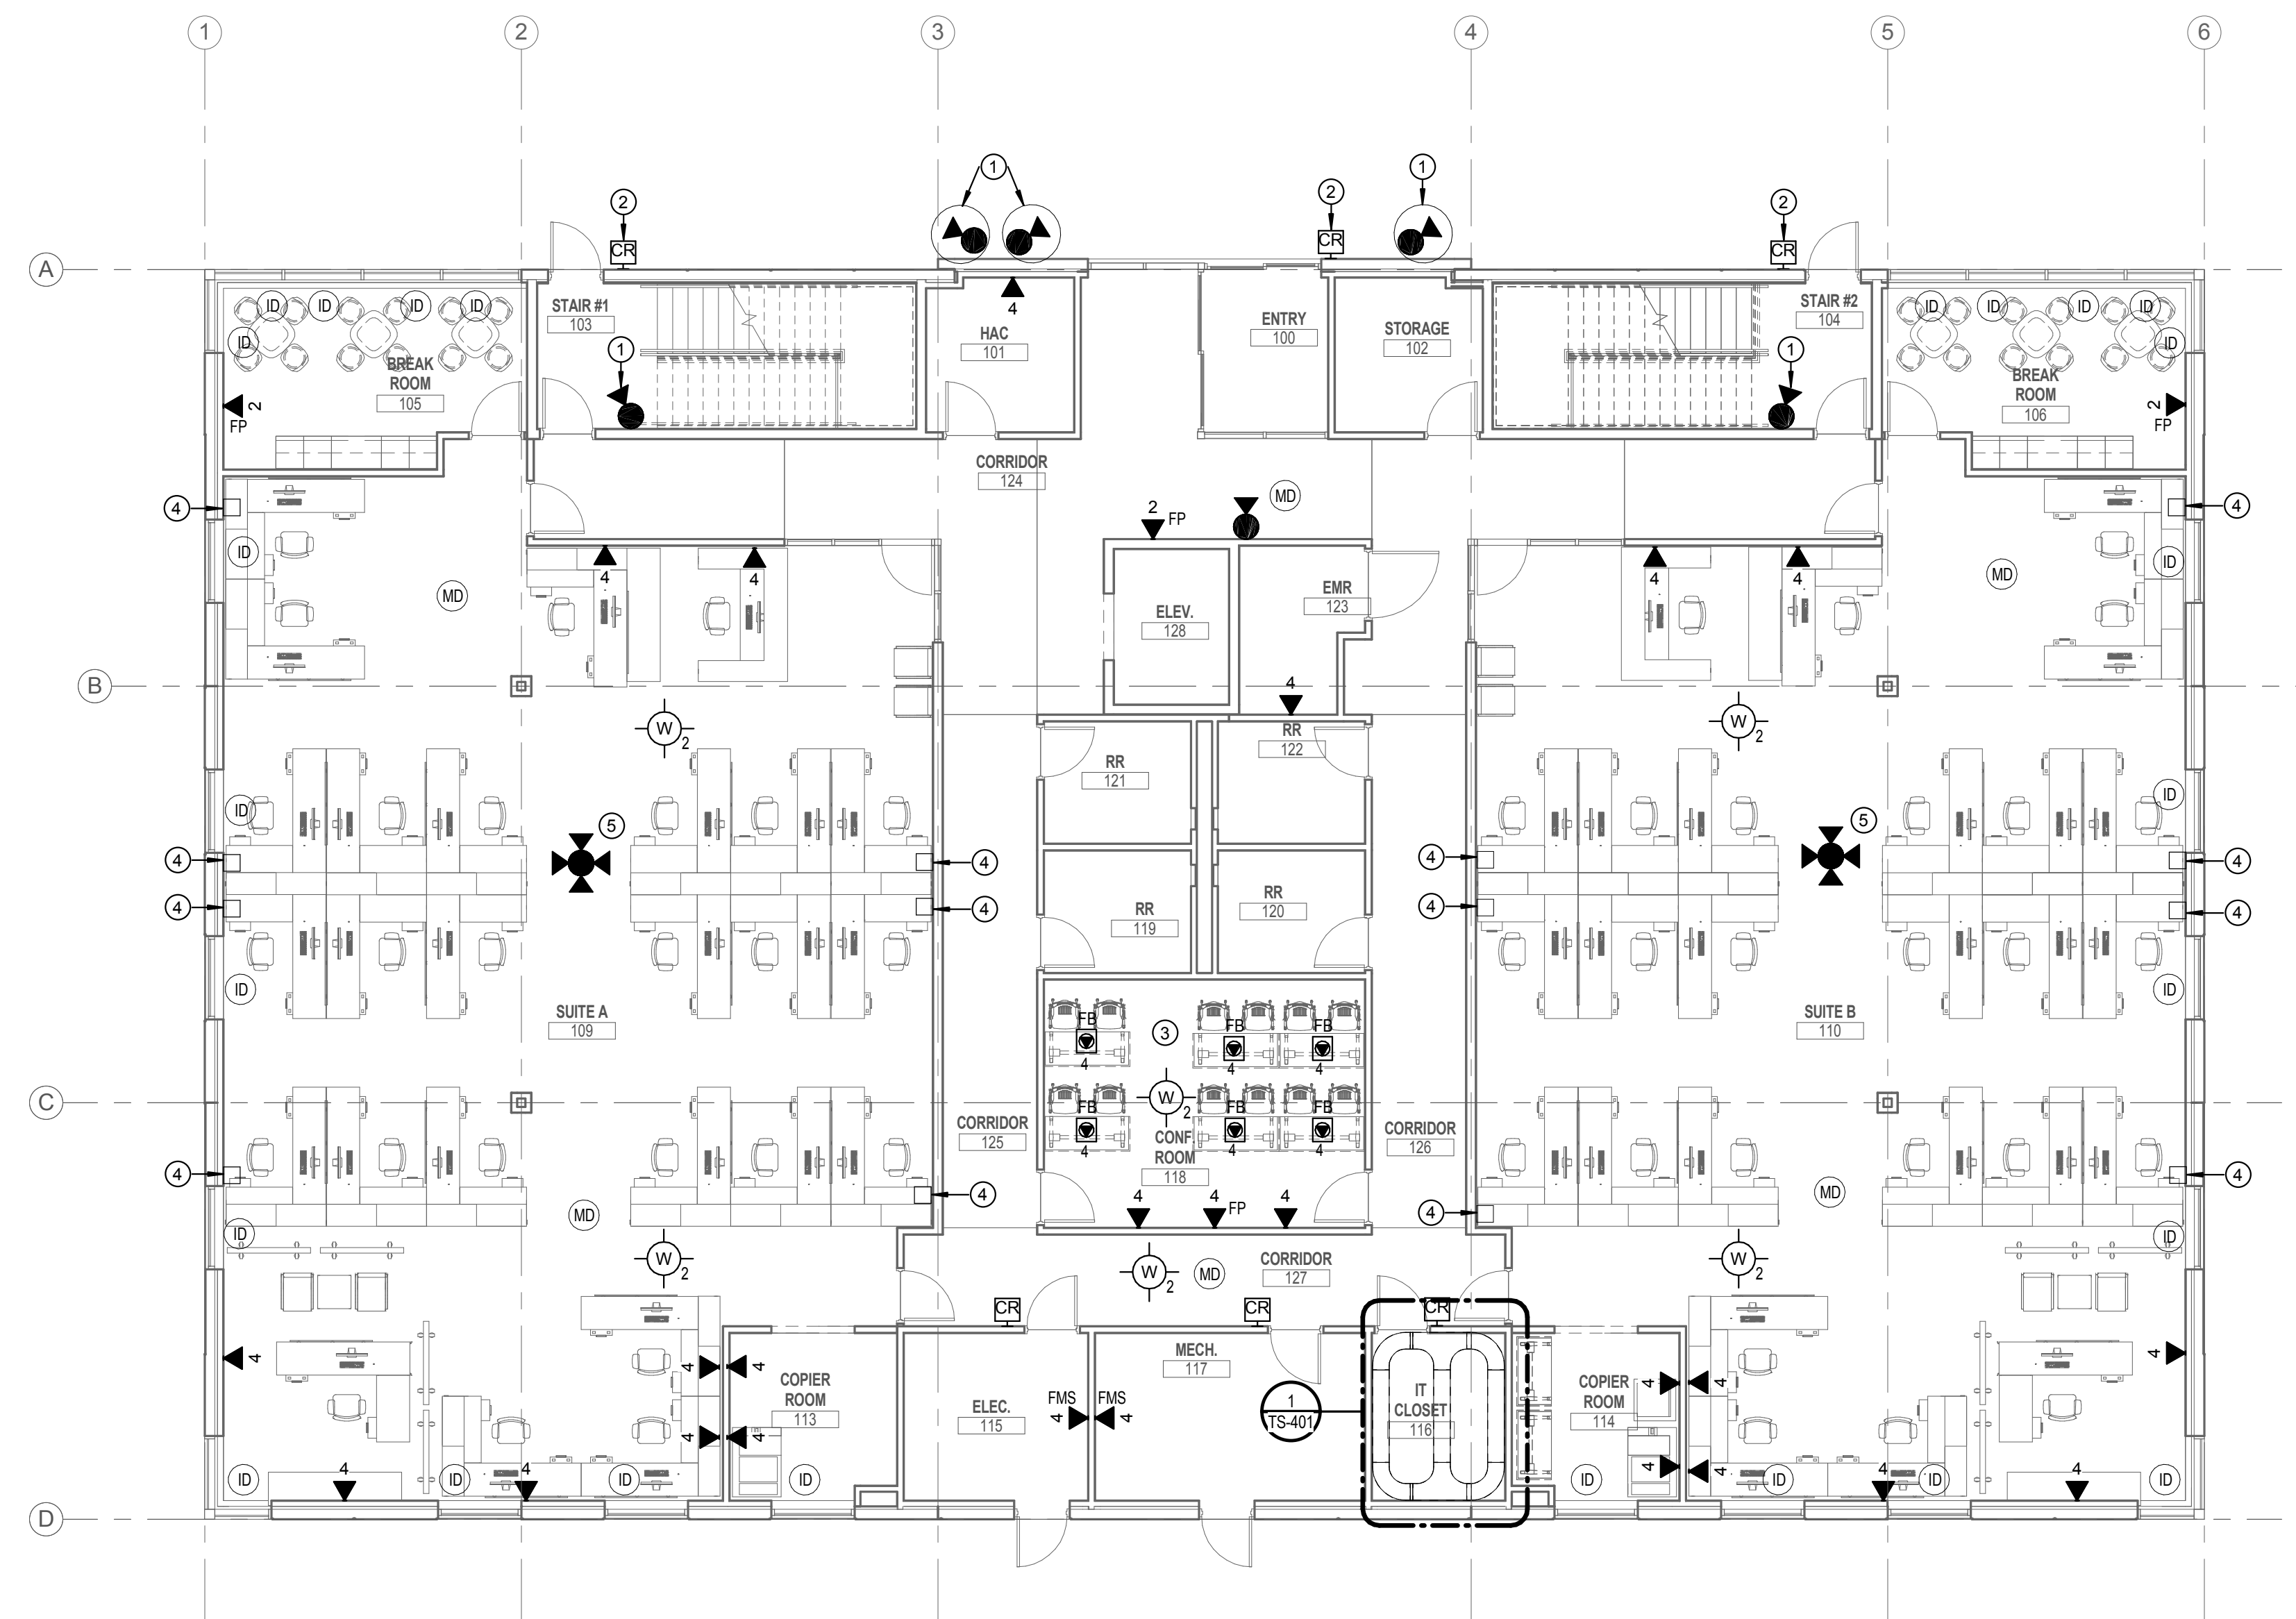 1 2 3 4 5 6
1 1
2 2 2
CR CR CR
A
ID ID ID ID
STAIR #1
103
4
HAC
101
ENTRY
100
STORAGE
102
STAIR #2
104
ID ID ID ID
ID
BREAK
ROOM
105
1
1
ID
BREAK
ROOM
106
2
FP
2
FP
CORRIDOR
124
MD
4
2 FP
4
ID
MD
4
4
EMR
123
ELEV.
128
4
4
MD
ID
B
4
W
2
RR
122
RR
121
W
2
ID
5
5
ID
4
4
4
4
4
4
4
4
RR
119
RR
120
ID
SUITE A
109
FB
4
3
FB
4
FB
4
SUITE B
110
ID
C
FB
4
W
2
FB
4
FB
4
CORRIDOR
125
CONF.
ROOM
118
CORRIDOR
126
4
4
4
4
MD
4
4
FP
4
MD
ID
W
2
W
2
MD
CORRIDOR
127
W
2
ID
CR
CR
CR
4
4
4
COPIER
ROOM
113
ELEC.
115
MECH.
117
FMS
4
FMS
4
1
TS-401
IT
CLOSET
116
COPIER
ROOM
114
4
4
4
4
4
4
4
ID
4
ID
4
ID
ID
ID
ID
4
ID
4
ID
D